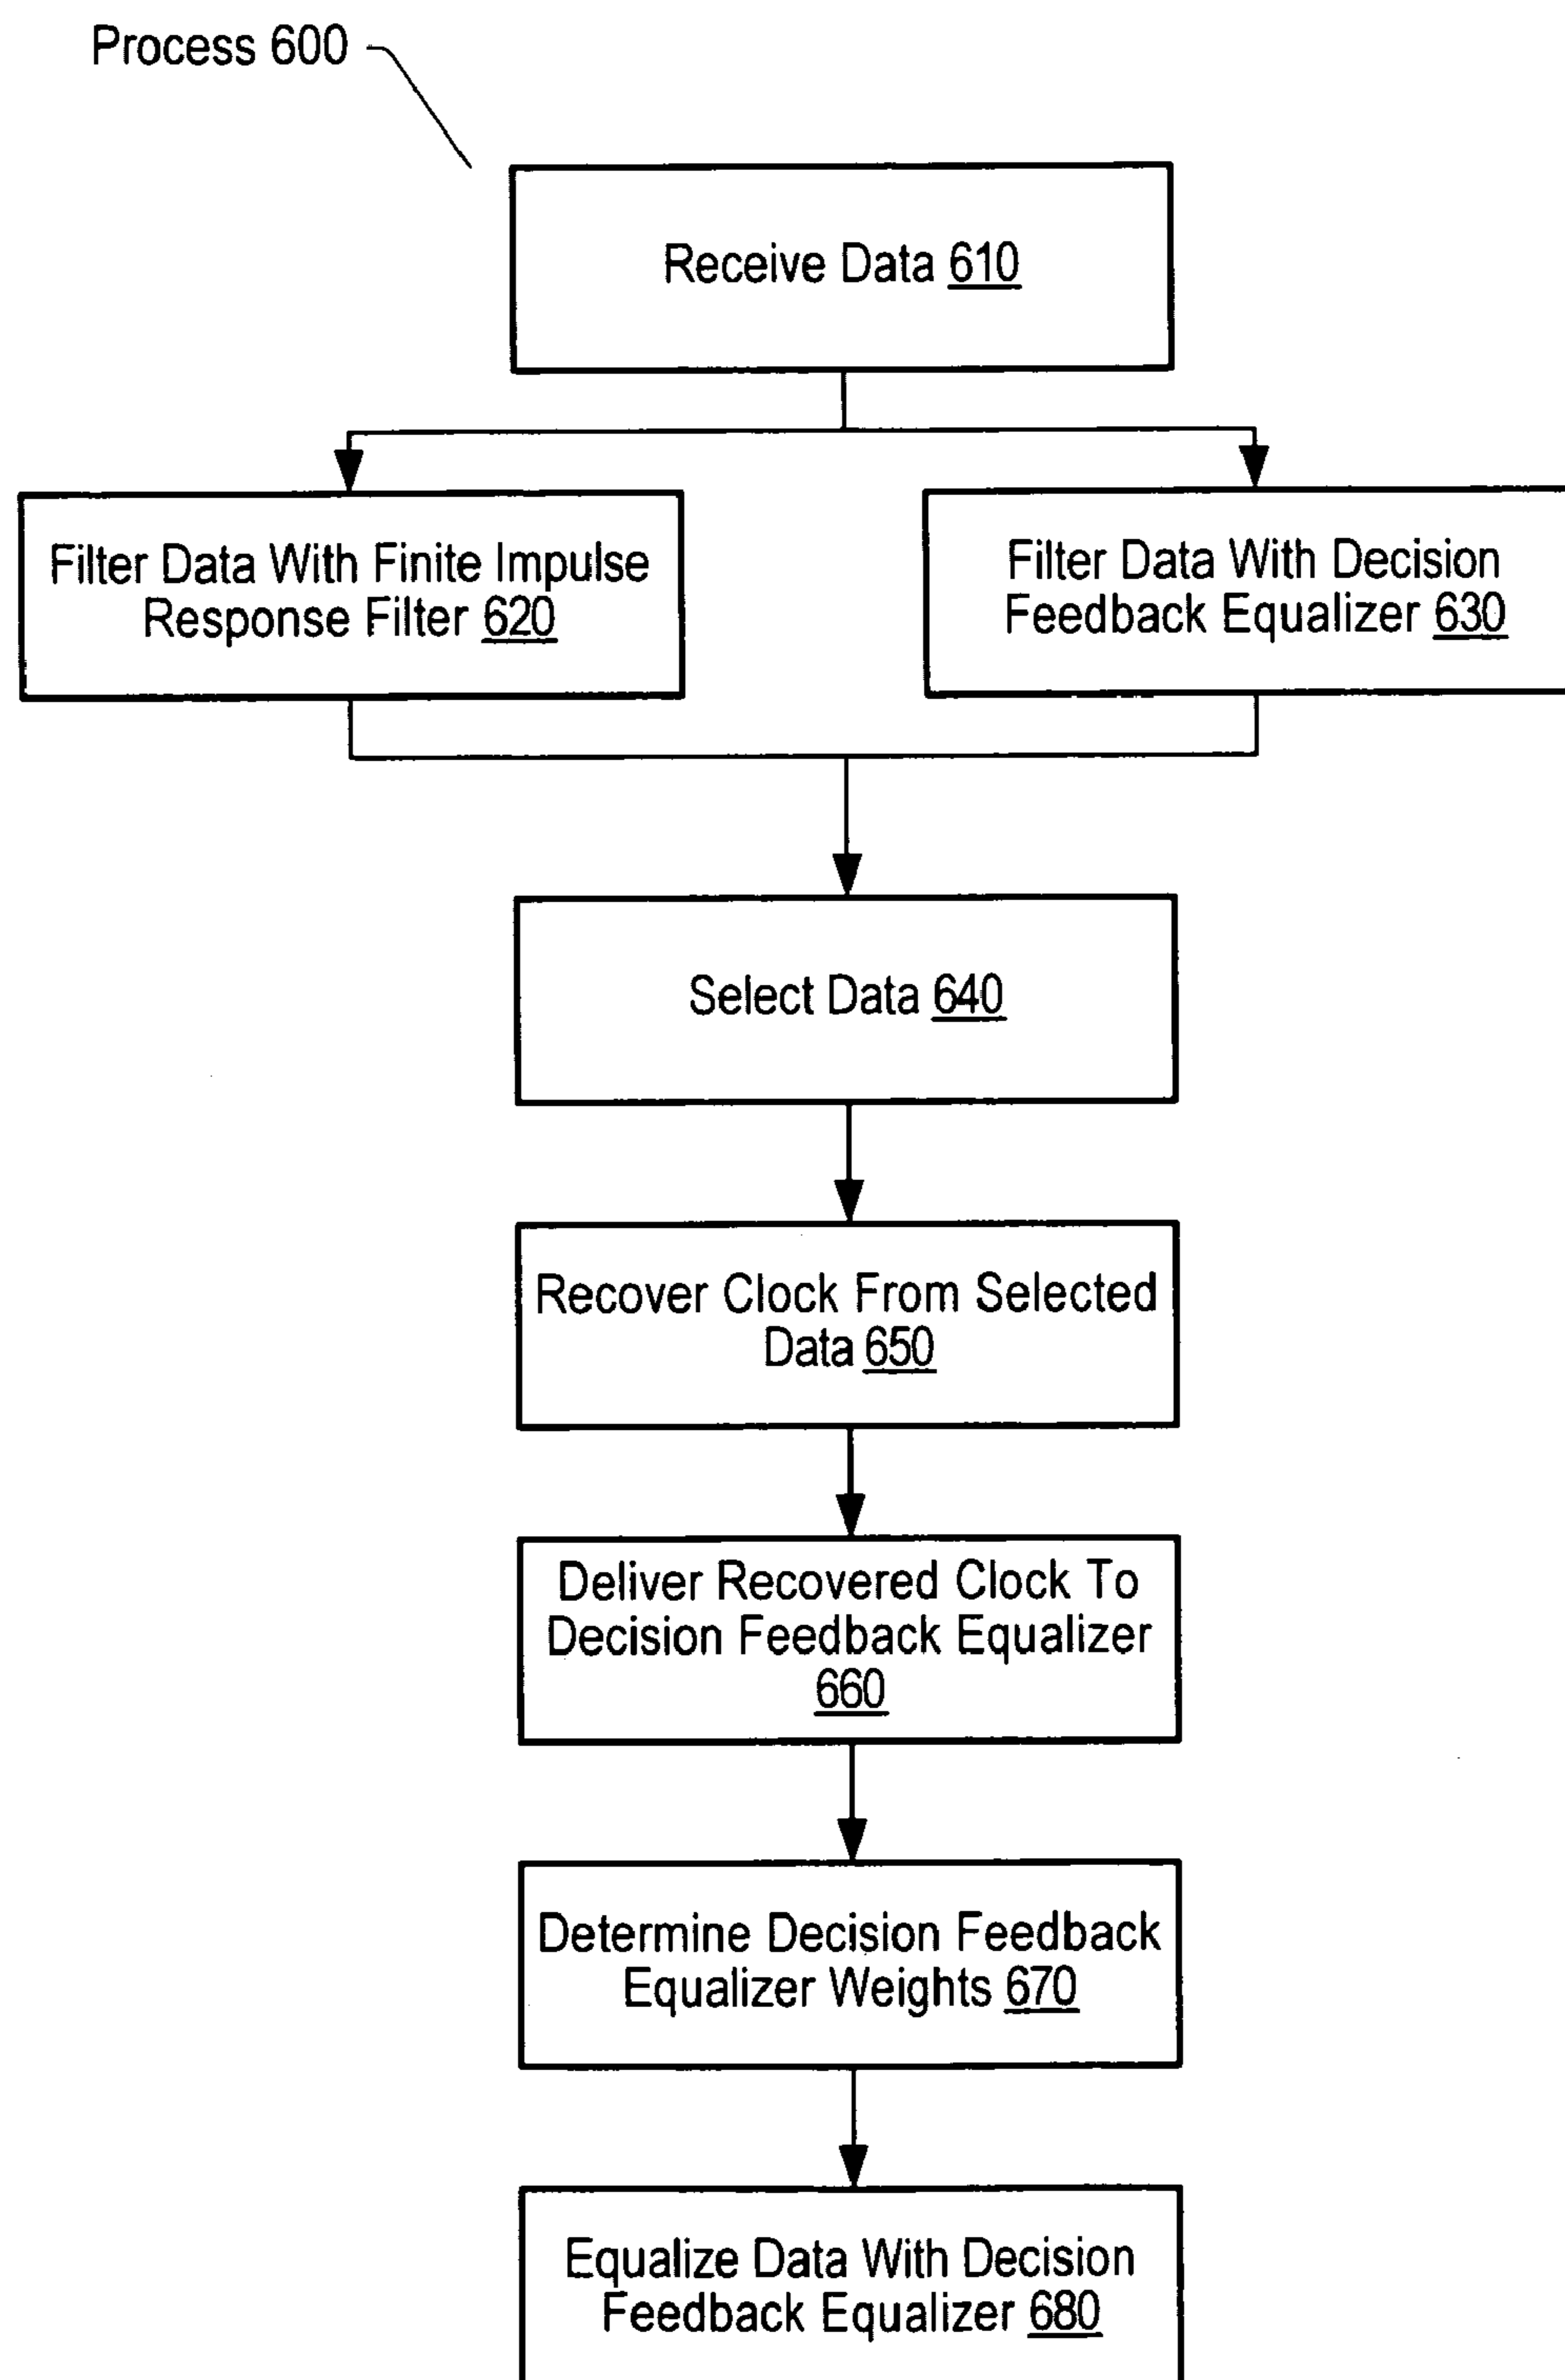 Process 600
Receive Data 610
Filter Data With Finite Impulse
Response Filter 620
Filter Data With Decision
Feedback Equalizer 630
Select Data 640
Recover Clock From Selected
Data 650
Deliver Recovered Clock To
Decision Feedback Equalizer
660
Determine Decision Feedback
Equalizer Weights 670
Equalize Data With Decision
Feedback Equalizer 680